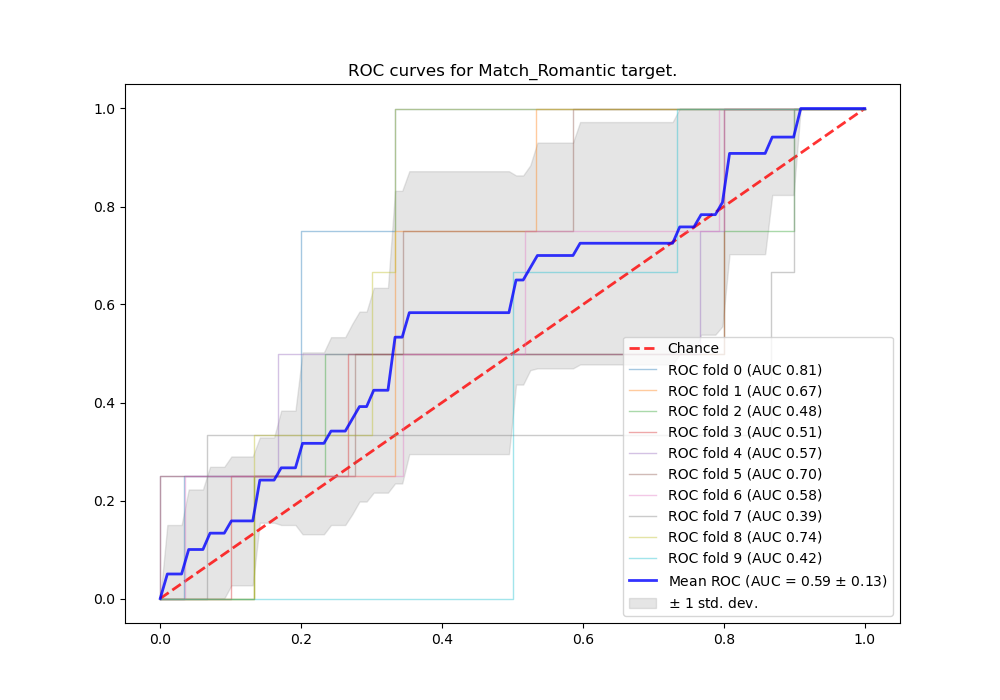 ROC curves for Match_Romantic target.
1.0
0.8
0.6
0.4
0.2
0.0
0.0 0.2 0.4 0.6 0.8 1.0
Chance
ROC fold 0 (AUC 0.81)
ROC fold 1 (AUC 0.67)
ROC fold 2 (AUC 0.48)
ROC fold 3 (AUC 0.51)
ROC fold 4 (AUC 0.57)
ROC fold 5 (AUC 0.70)
ROC fold 6 (AUC 0.58)
ROC fold 7 (AUC 0.39)
ROC fold 8 (AUC 0.74)
ROC fold 9 (AUC 0.42)
Mean ROC (AUC = 0.59 ± 0.13)
± 1 std. dev.